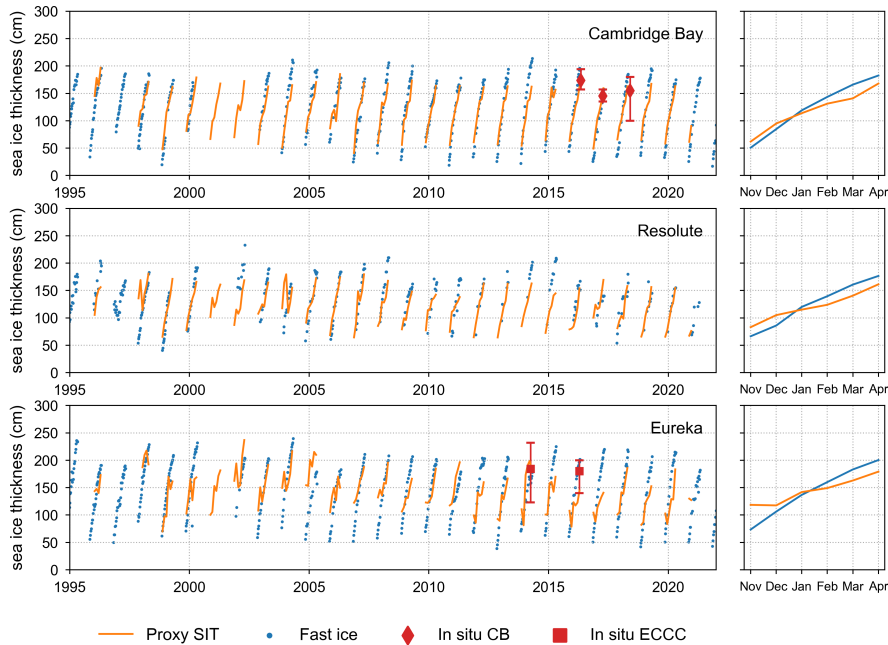 300
250
200
150
100
50
0
sea ice thickness (cm)
Cambridge Bay
1995 2000 2005 2010 2015 2020
Nov Dec Jan Feb Mar Apr
300
250
200
150
100
50
0
sea ice thickness (cm)
Resolute
1995 2000 2005 2010 2015 2020
Nov Dec Jan Feb Mar Apr
300
250
200
150
100
50
0
sea ice thickness (cm)
Eureka
1995 2000 2005 2010 2015 2020
Nov Dec Jan Feb Mar Apr
Proxy SIT Fast ice In situ CB In situ ECCC